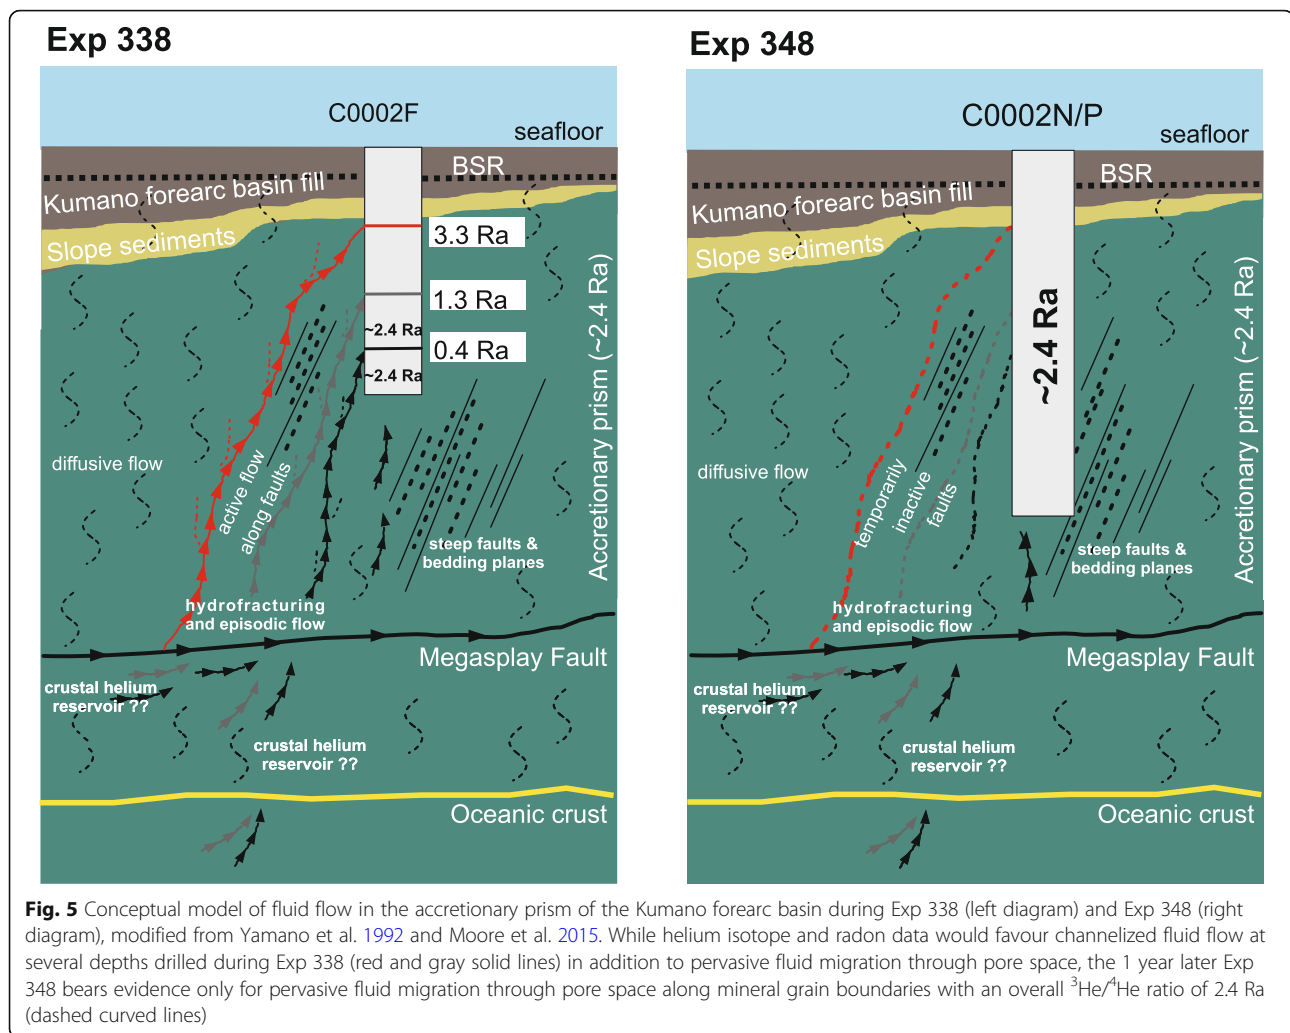 Exp 338
C0002F
seafloor
BSR
Kumano forearc basin fill
Slope sediments
3.3 Ra
1.3 Ra
~2.4 Ra
0.4 Ra
~2.4 Ra
Accretionary prism (~2.4 Ra)
diffusive flow
active flow
along faults
steep faults &
bedding planes
hydrofracturing
and episodic flow
Megasplay Fault
crustal helium
reservoir ??
crustal helium
reservoir ??
Oceanic crust
Exp 348
C0002N/P
seafloor
BSR
Kumano forearc basin fill
Slope sediments
~2.4 Ra
Accretionary prism (~2.4 Ra)
diffusive flow
temporarily
inactive
faults
steep faults &
bedding planes
hydrofracturing
and episodic flow
Megasplay Fault
crustal helium
reservoir ??
crustal helium
reservoir ??
Oceanic crust
Fig. 5 Conceptual model of fluid flow in the accretionary prism of the Kumano forearc basin during Exp 338 (left diagram) and Exp 348 (right
diagram), modified from Yamano et al. 1992 and Moore et al. 2015. While helium isotope and radon data would favour channelized fluid flow at
several depths drilled during Exp 338 (red and gray solid lines) in addition to pervasive fluid migration through pore space, the 1 year later Exp
348 bears evidence only for pervasive fluid migration through pore space along mineral grain boundaries with an overall ³He/⁴He ratio of 2.4 Ra
(dashed curved lines)